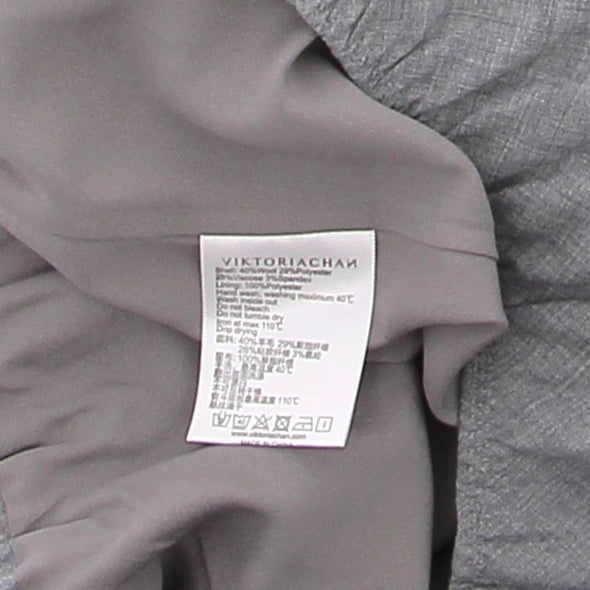 VIKTORIACHAN
Shell: 40%Wool 29%Polyester
28%Viscose 3%Spandex
Lining: 100%Polyester
Hand wash, washing maximum 40℃
Wash inside out
Do not bleach
Do not tumble dry
Iron at max 110℃
Drip drying
面料: 40%羊毛 29%聚酯纤维
28%粘胶纤维 3%氨纶
100%聚酯纤维
40℃
110℃
www.viktoriachan.com
MADE IN CHINA